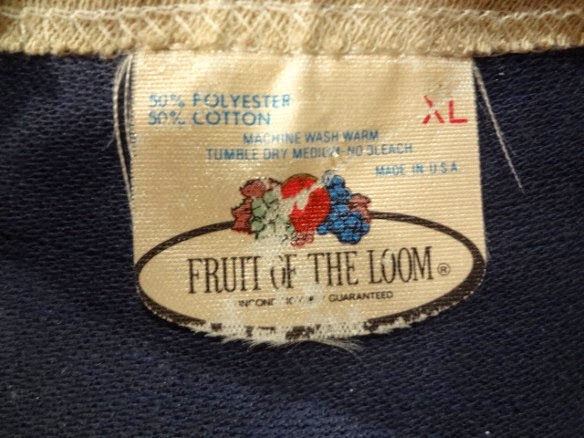 50% POLYESTER
50% COTTON
XL
MACHINE WASH WARM
TUMBLE DRY MEDIUM-NO BLEACH
MADE IN U.S.A.
FRUIT OF THE LOOM®
GUARANTEED